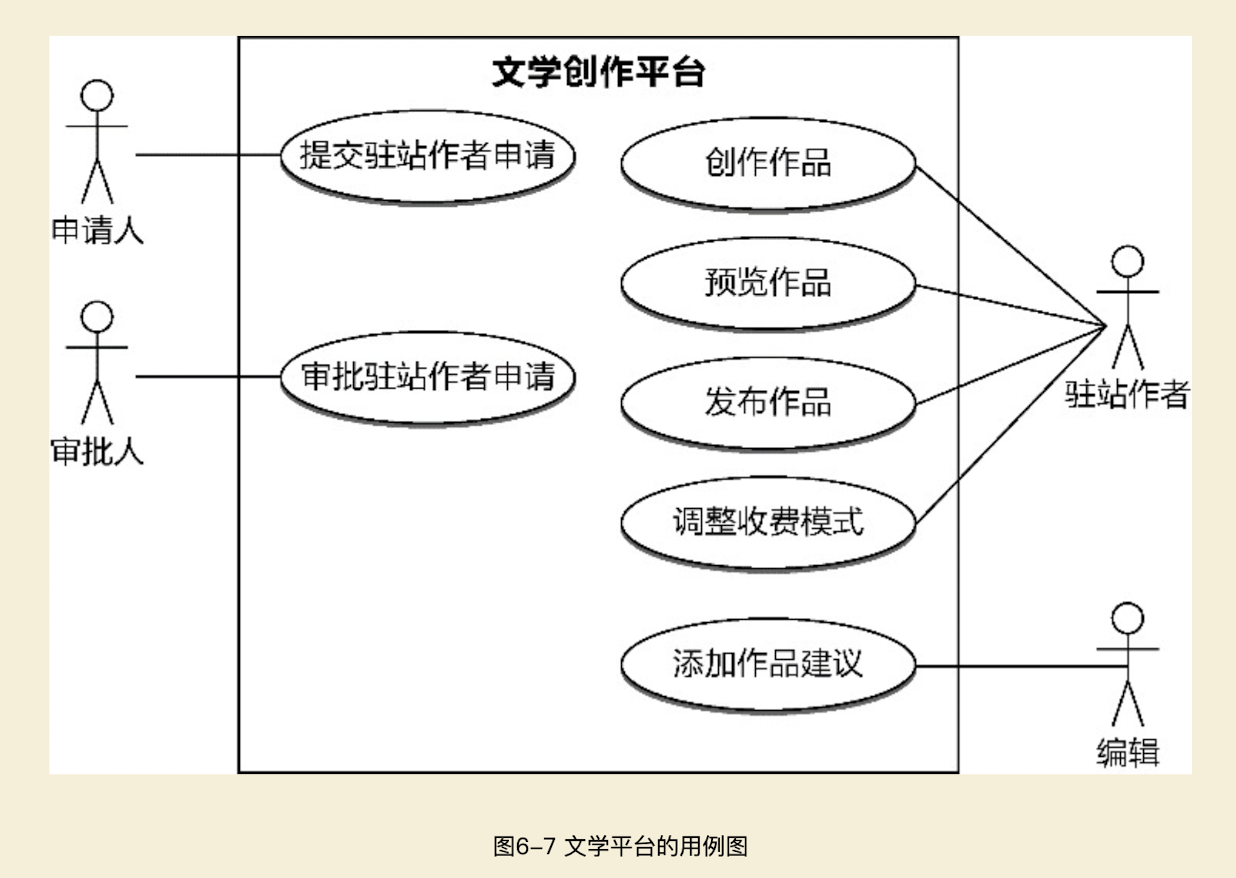 文学创作平台
提交驻站作者申请
创作作品
申请人
预览作品
审批驻站作者申请
驻站作者
发布作品
审批人
调整收费模式
添加作品建议
编辑
图6-7 文学平台的用例图